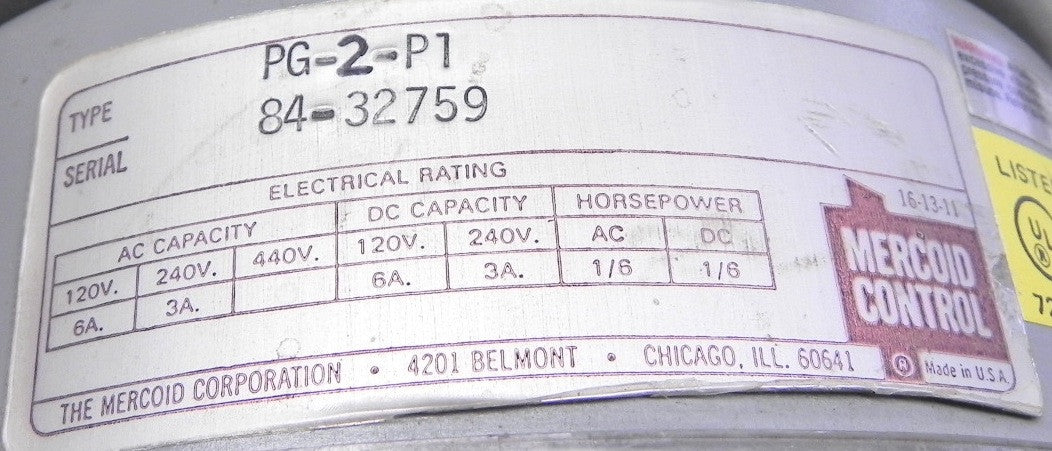 TYPE PG-2-P1
SERIAL 84-32759
ELECTRICAL RATING
AC CAPACITY DC CAPACITY HORSEPOWER
120V. 240V. 440V. 120V. 240V. AC DC
6A. 3A. 6A. 3A. 1/6 1/6
16-13-11
MERCOID
CONTROL
® Made in U.S.A.
THE MERCOID CORPORATION • 4201 BELMONT • CHICAGO, ILL. 60641
UL
®